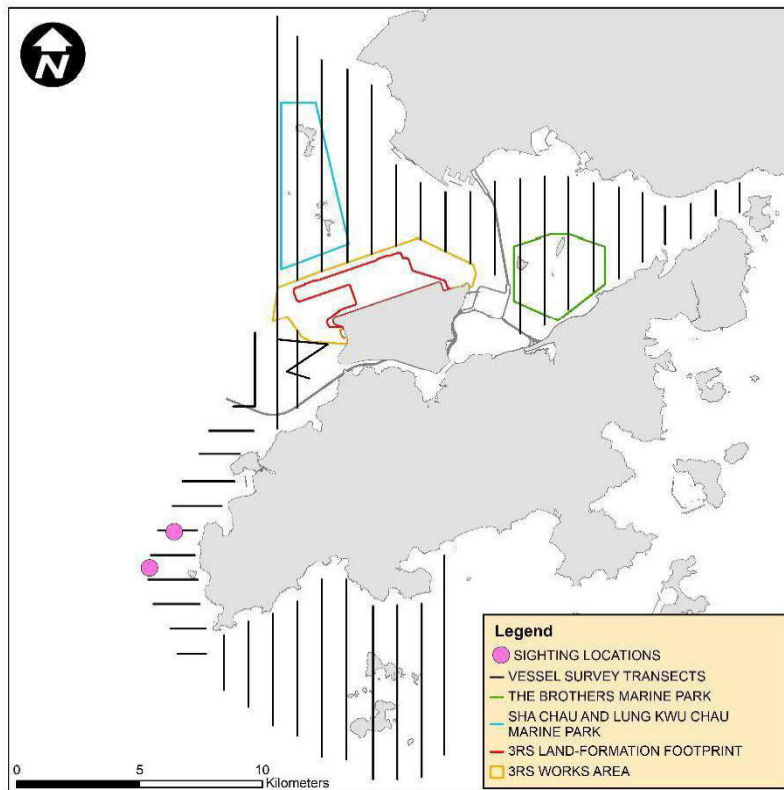 N
Legend
SIGHTING LOCATIONS
VESSEL SURVEY TRANSECTS
THE BROTHERS MARINE PARK
SHA CHAU AND LUNG KWU CHAU
MARINE PARK
3RS LAND-FORMATION FOOTPRINT
3RS WORKS AREA
0 5 10
Kilometers